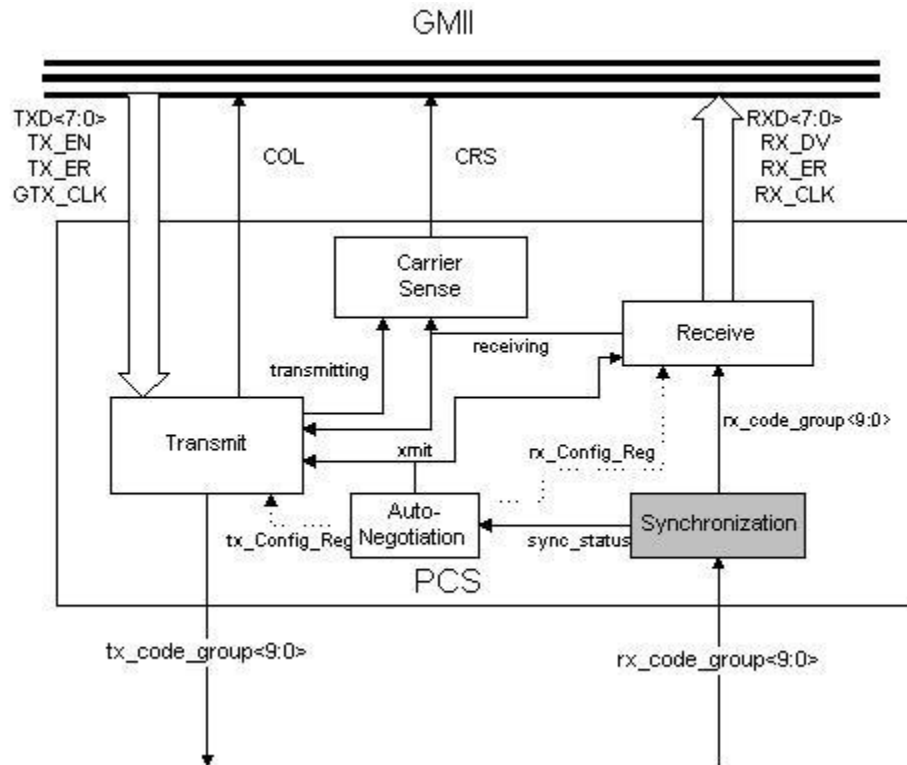 GMII
TXD<7:0>
TX_EN
TX_ER
GTX_CLK
COL
CRS
RXD<7:0>
RX_DV
RX_ER
RX_CLK
Carrier
Sense
Receive
receiving
transmitting
Transmit
xmit
rx_Config_Reg
rx_code_group<9:0>
Auto-
Negotiation
tx_Config_Reg
sync_status
Synchronization
PCS
tx_code_group<9:0>
rx_code_group<9:0>